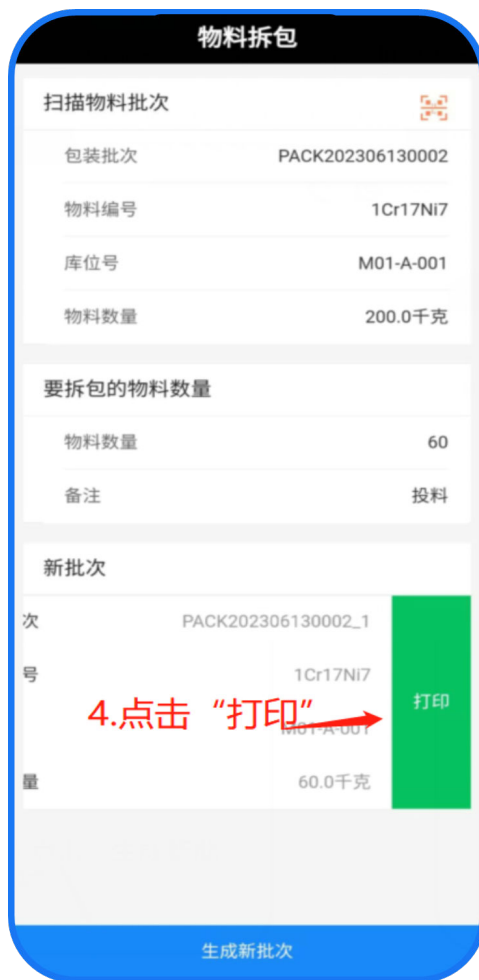 物料拆包
扫描物料批次
包装批次 PACK202306130002
物料编号 1Cr17Ni7
库位号 M01-A-001
物料数量 200.0千克
要拆包的物料数量
物料数量 60
备注 投料
新批次
次 PACK202306130002_1
号 1Cr17Ni7
打印
4.点击“打印”
M01-A-001
量 60.0千克
生成新批次